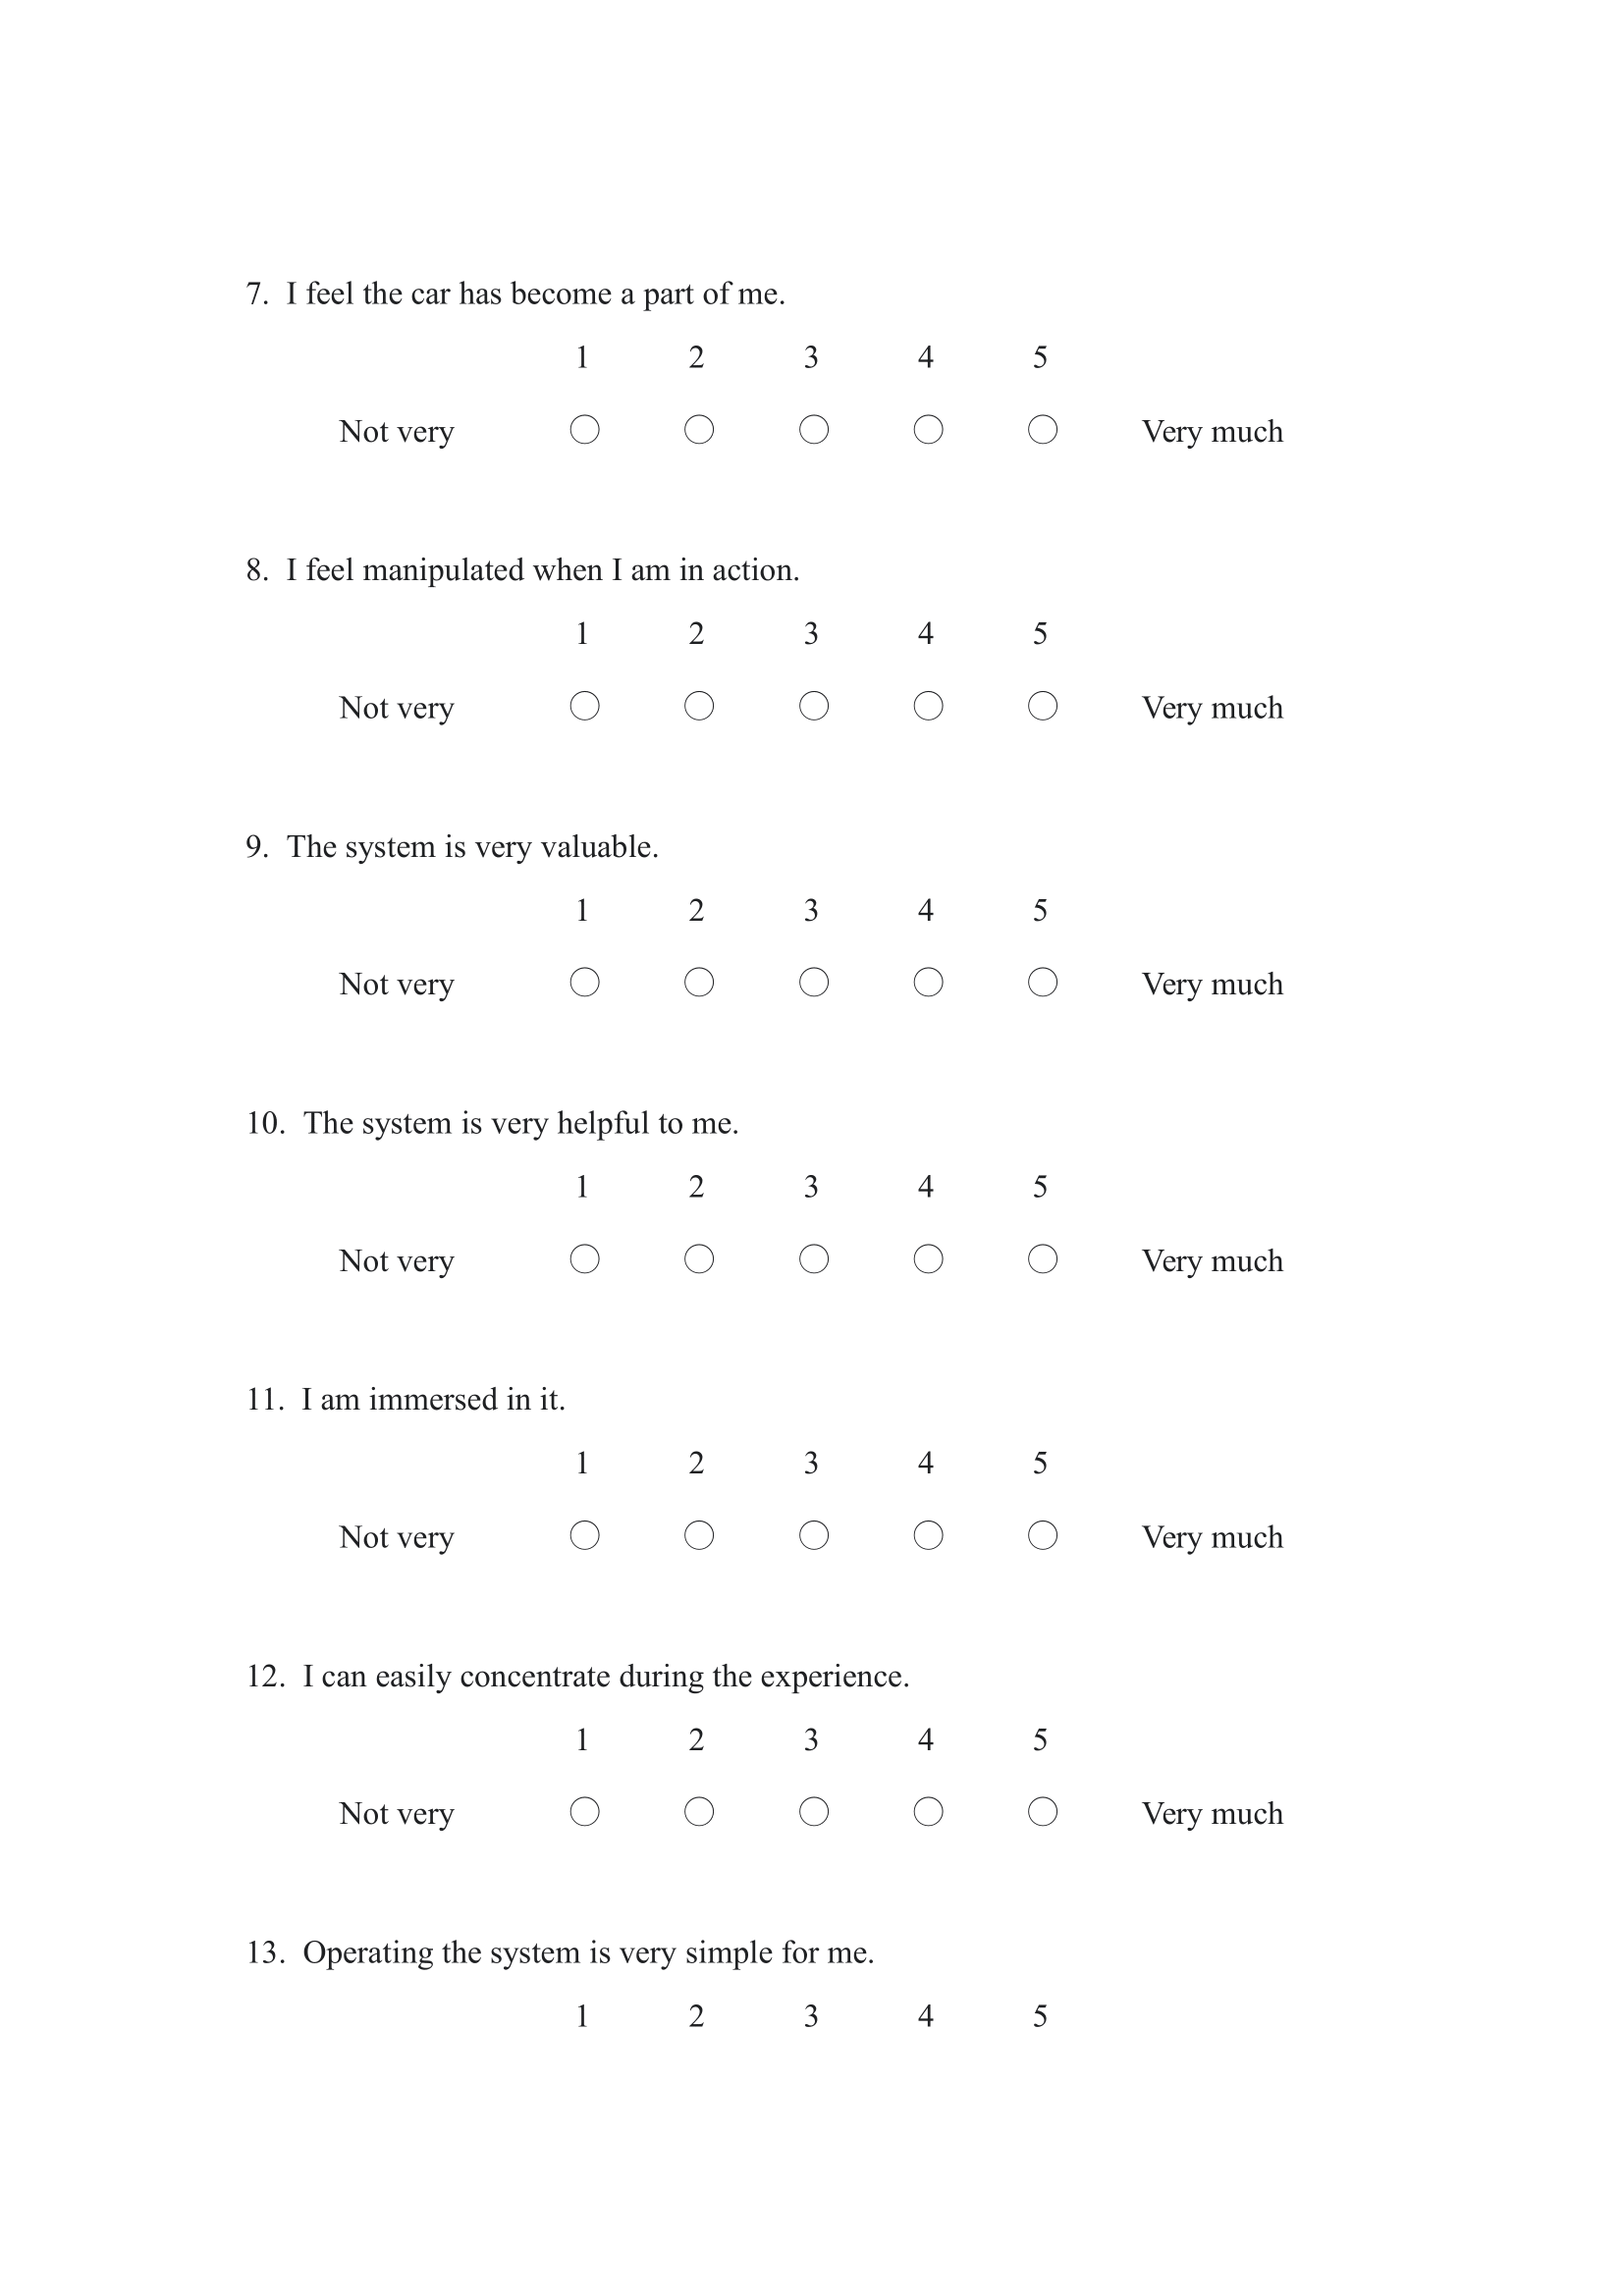 7. I feel the car has become a part of me.
1 2 3 4 5
Not very ○ ○ ○ ○ ○ Very much
8. I feel manipulated when I am in action.
1 2 3 4 5
Not very ○ ○ ○ ○ ○ Very much
9. The system is very valuable.
1 2 3 4 5
Not very ○ ○ ○ ○ ○ Very much
10. The system is very helpful to me.
1 2 3 4 5
Not very ○ ○ ○ ○ ○ Very much
11. I am immersed in it.
1 2 3 4 5
Not very ○ ○ ○ ○ ○ Very much
12. I can easily concentrate during the experience.
1 2 3 4 5
Not very ○ ○ ○ ○ ○ Very much
13. Operating the system is very simple for me.
1 2 3 4 5